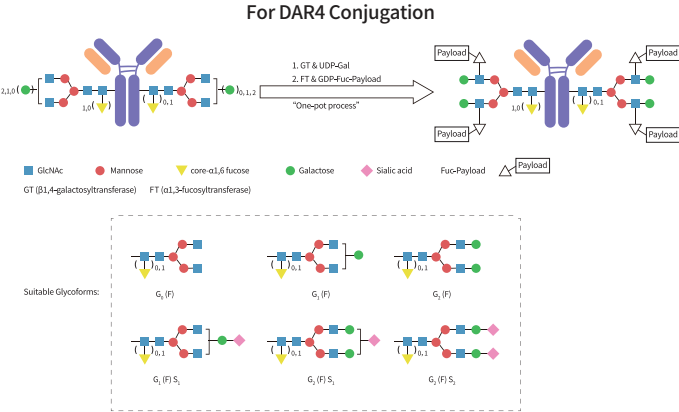 For DAR4 Conjugation
Payload
Payload
1. GT & UDP-Gal
2. FT & GDP-Fuc-Payload
"One-pot process"
2,1,0
0,1,2
1,0
0,1
1,0
0,1
Payload
Payload
GlcNAc
Mannose
core-α1,6 fucose
Galactose
Sialic acid
Fuc-Payload
Payload
GT (β1,4-galactosyltransferase)
FT (α1,3-fucosyltransferase)
0,1
0,1
0,1
Suitable Glycoforms:
G₀ (F)
G₁ (F)
G₂ (F)
0,1
0,1
0,1
G₁ (F) S₁
G₂ (F) S₁
G₂ (F) S₂